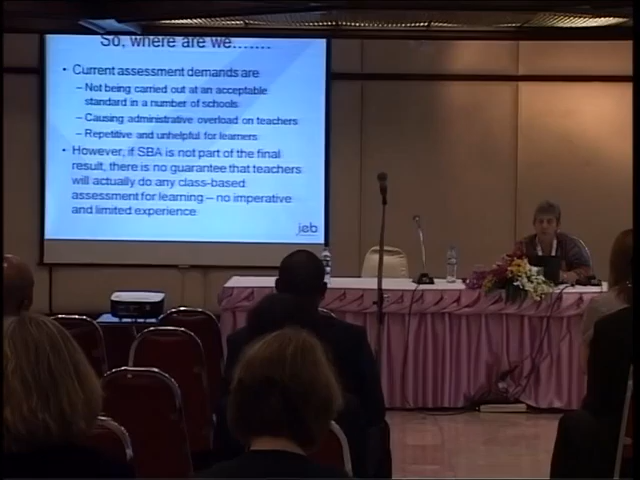 So, where are we.......
• Current assessment demands are
– Not being carried out at an acceptable
standard in a number of schools
– Causing administrative overload on teachers
– Repetitive and unhelpful for learners
• However, if SBA is not part of the final
result, there is no guarantee that teachers
will actually do any class-based
assessment for learning – no imperative
and limited experience
ieb